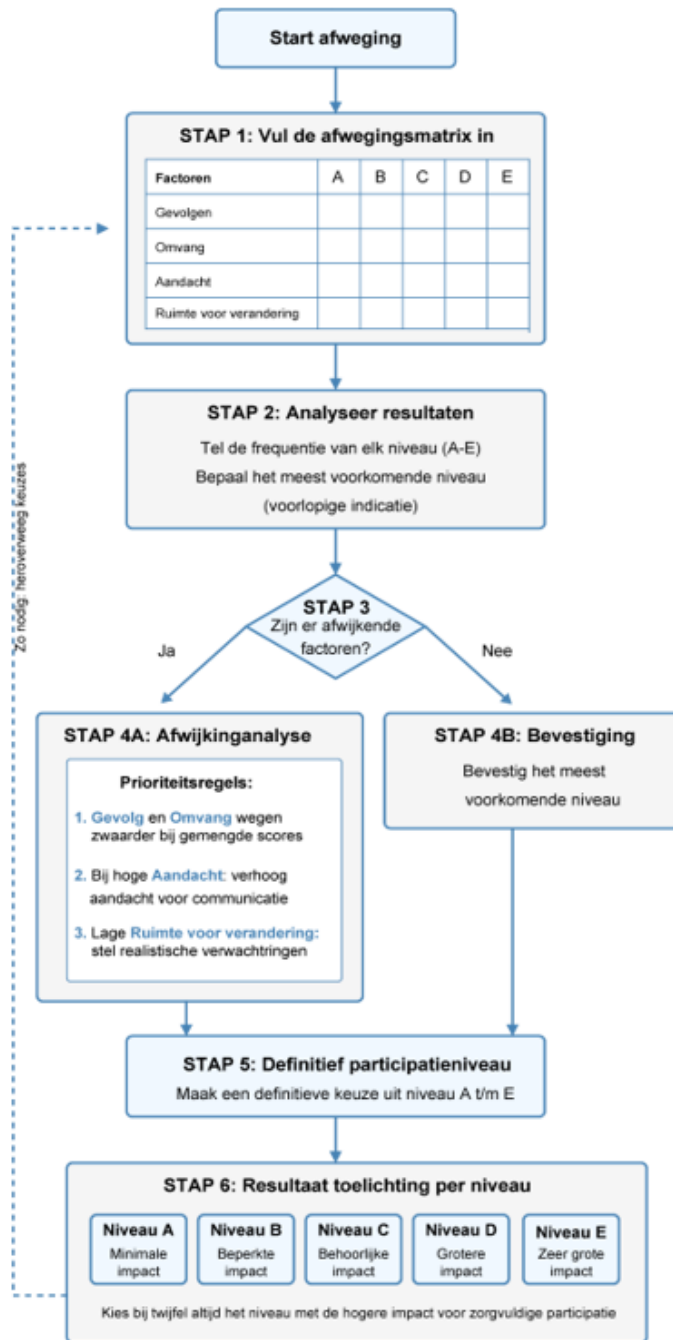 Start afweging
STAP 1: Vul de afwegingsmatrix in
Factoren A B C D E
Gevolgen
Omvang
Aandacht
Ruimte voor verandering
STAP 2: Analyseer resultaten
Tel de frequentie van elk niveau (A-E)
Bepaal het meest voorkomende niveau
(voorlopige indicatie)
Zo nodig: heroverweeg keuzes
STAP 3
Zijn er afwijkende
factoren?
Ja
Nee
STAP 4A: Afwijkinganalyse
Prioriteitsregels:
1. Gevolg en Omvang wegen
zwaarder bij gemengde scores
2. Bij hoge Aandacht: verhoog
aandacht voor communicatie
3. Lage Ruimte voor verandering:
stel realistische verwachtringen
STAP 4B: Bevestiging
Bevestig het meest
voorkomende niveau
STAP 5: Definitief participatieniveau
Maak een definitieve keuze uit niveau A t/m E
STAP 6: Resultaat toelichting per niveau
Niveau A
Minimale
impact
Niveau B
Beperkte
impact
Niveau C
Behoorlijke
impact
Niveau D
Grotere
impact
Niveau E
Zeer grote
impact
Kies bij twijfel altijd het niveau met de hogere impact voor zorgvuldige participatie